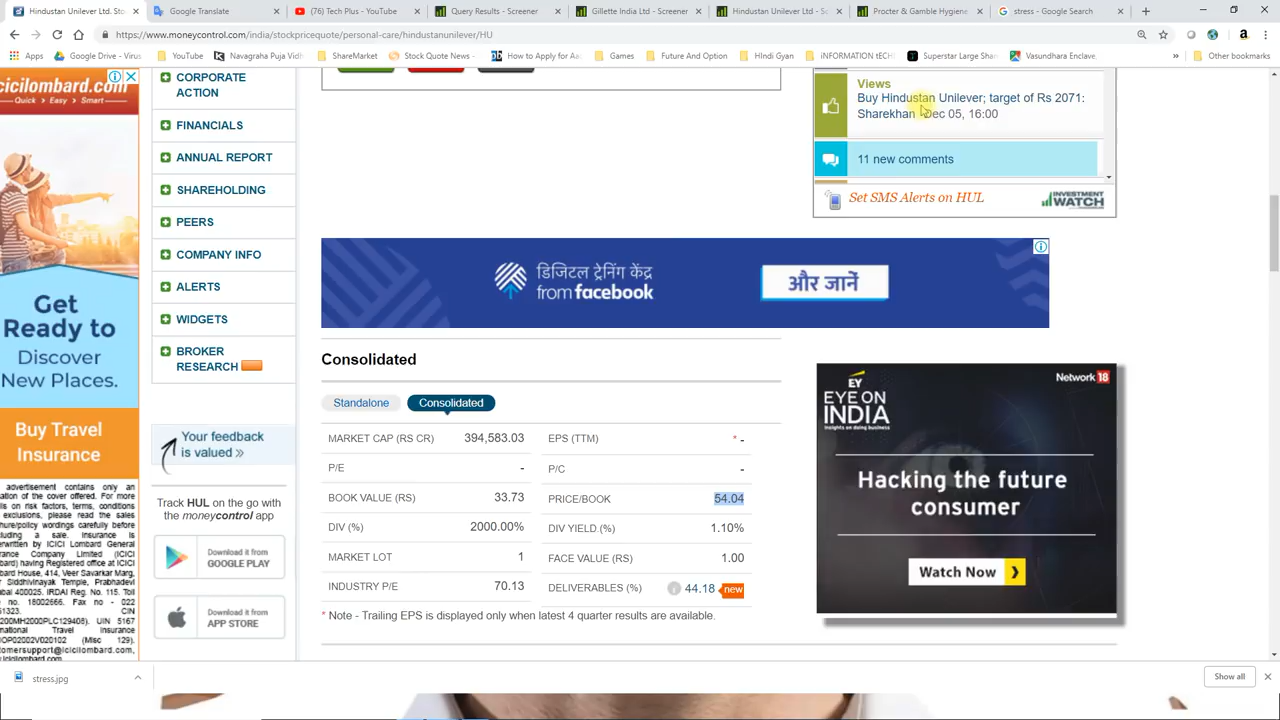 Hindustan Unilever Ltd. Stoc
Google Translate
(76) Tech Plus - YouTube
Query Results - Screener
Gillette India Ltd - Screener
Hindustan Unilever Ltd - Sc
Procter & Gamble Hygiene
stress - Google Search
https://www.moneycontrol.com/india/stockpricequote/personal-care/hindustanunilever/HU
Apps
Google Drive - Virus
YouTube
Navagraha Puja Vidh
ShareMarket
Stock Quote News -
How to Apply for Aad
Games
Future And Option
HIndi Gyan
iNFORMATION tECH
Superstar Large Shar
Vasundhara Enclave,
Other bookmarks
icicilombard.com
Quick > Easy > Smart
Get
Ready to
Discover
New Places.
Buy Travel
Insurance
CORPORATE
ACTION
FINANCIALS
ANNUAL REPORT
SHAREHOLDING
PEERS
COMPANY INFO
ALERTS
WIDGETS
BROKER
RESEARCH
Your feedback
is valued »
Track HUL on the go with
the moneycontrol app
Download it from
GOOGLE PLAY
Download it from
APP STORE
Views
Buy Hindustan Unilever; target of Rs 2071:
Sharekhan Dec 05, 16:00
11 new comments
Set SMS Alerts on HUL
INVESTMENT
WATCH
डिजिटल ट्रेनिंग केंद्र
from facebook
और जानें
Consolidated
Standalone
Consolidated
MARKET CAP (RS CR) 394,583.03 EPS (TTM) * -
P/E - P/C -
BOOK VALUE (RS) 33.73 PRICE/BOOK 54.04
DIV (%) 2000.00% DIV YIELD.(%) 1.10%
MARKET LOT 1 FACE VALUE (RS) 1.00
INDUSTRY P/E 70.13 DELIVERABLES (%) 44.18 new
* Note - Trailing EPS is displayed only when latest 4 quarter results are available.
EY
EYE ON
INDIA
Insights on doing business
Network 18
Hacking the future
consumer
Watch Now
stress.jpg
Show all